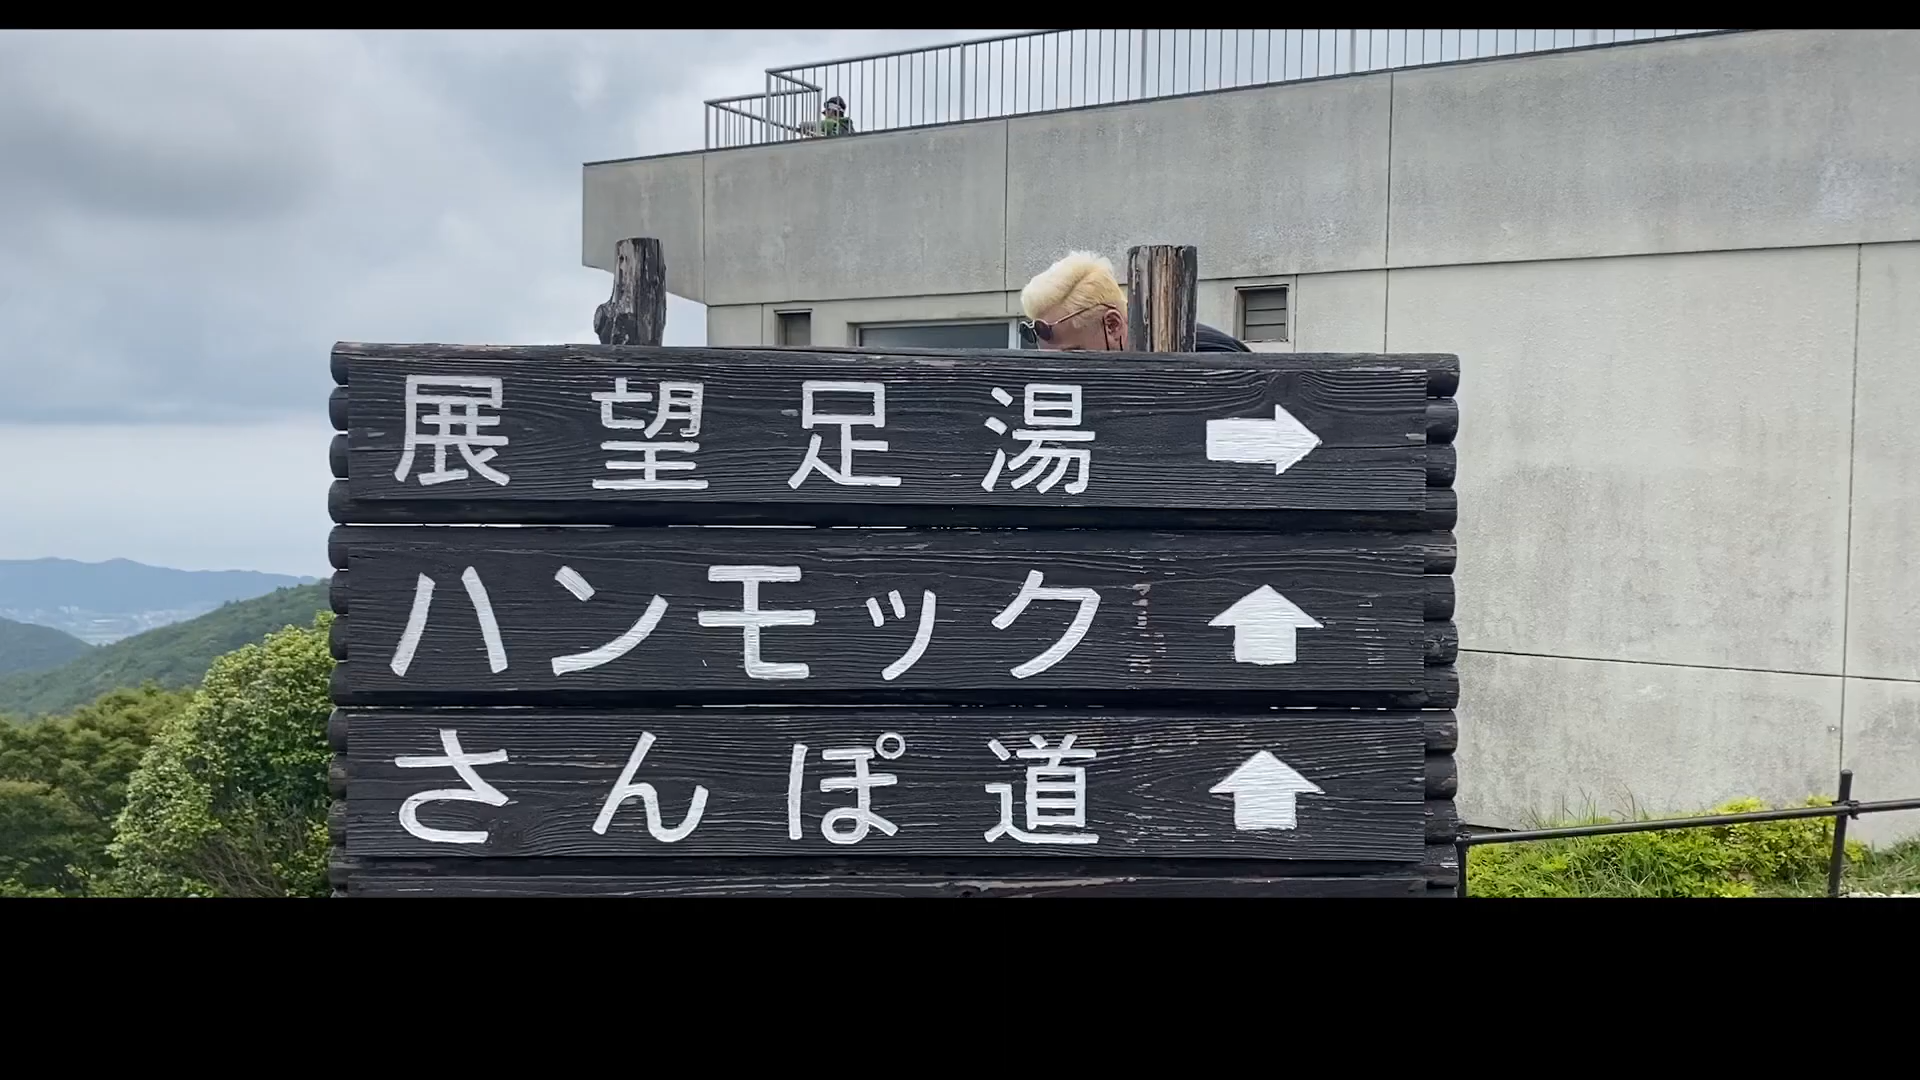 展望足湯 →
ハンモック ↑
さんぽ道 ↑